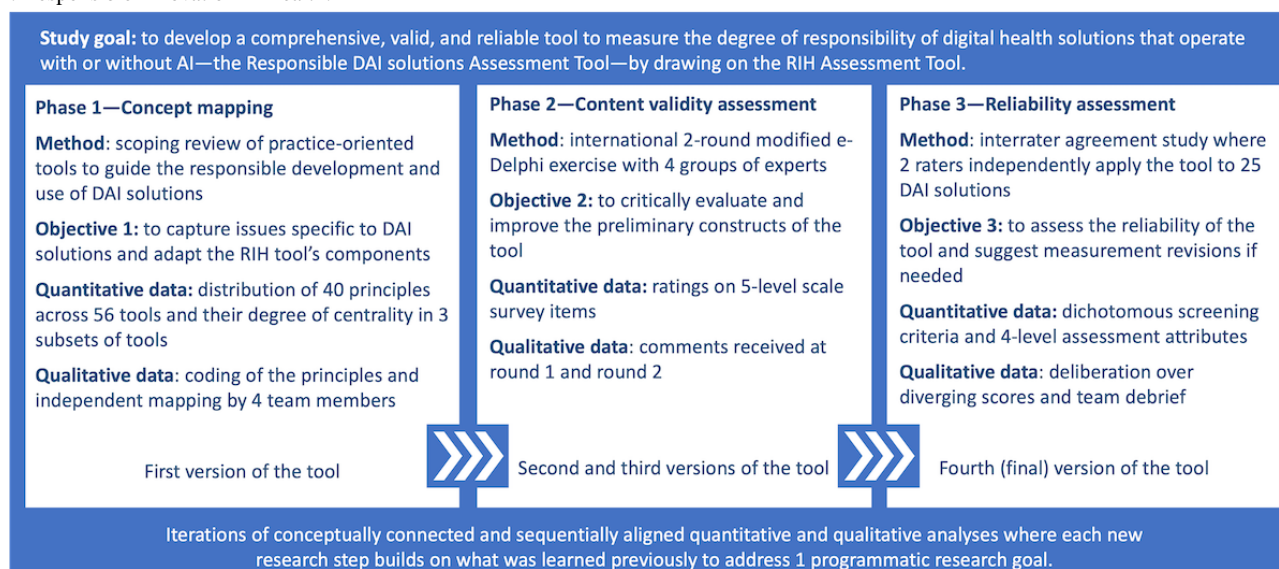 Study goal: to develop a comprehensive, valid, and reliable tool to measure the degree of responsibility of digital health solutions that operate
with or without AI—the Responsible DAI solutions Assessment Tool—by drawing on the RIH Assessment Tool.
Phase 1—Concept mapping
Method: scoping review of practice-oriented
tools to guide the responsible development and
use of DAI solutions
Objective 1: to capture issues specific to DAI
solutions and adapt the RIH tool’s components
Quantitative data: distribution of 40 principles
across 56 tools and their degree of centrality in 3
subsets of tools
Qualitative data: coding of the principles and
independent mapping by 4 team members
First version of the tool
Phase 2—Content validity assessment
Method: international 2-round modified e-
Delphi exercise with 4 groups of experts
Objective 2: to critically evaluate and
improve the preliminary constructs of the
tool
Quantitative data: ratings on 5-level scale
survey items
Qualitative data: comments received at
round 1 and round 2
Second and third versions of the tool
Phase 3—Reliability assessment
Method: interrater agreement study where
2 raters independently apply the tool to 25
DAI solutions
Objective 3: to assess the reliability of the
tool and suggest measurement revisions if
needed
Quantitative data: dichotomous screening
criteria and 4-level assessment attributes
Qualitative data: deliberation over
diverging scores and team debrief
Fourth (final) version of the tool
Iterations of conceptually connected and sequentially aligned quantitative and qualitative analyses where each new
research step builds on what was learned previously to address 1 programmatic research goal.